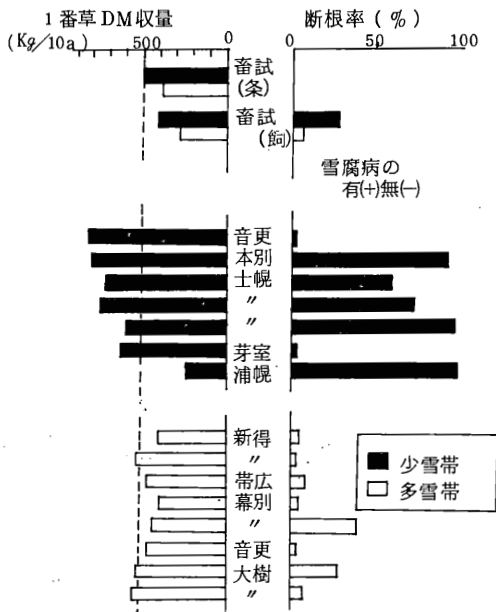 1番草DM収量
(Kg/10a)
500
0
断根率(%)
0
100
畜試
(条)
畜試
(飼)
雪腐病の
有(+)無(−)
音更
本別
士幌
〃
〃
芽室
浦幌
新得
〃
帯広
幕別
〃
音更
大樹
〃
少雪帯
多雪帯